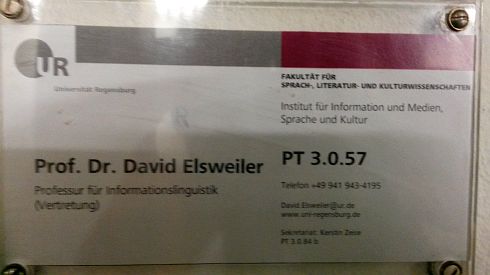 UR
Universität Regensburg
FAKULTÄT FÜR
SPRACH-, LITERATUR- UND KULTURWISSENSCHAFTEN
Institut für Information und Medien,
Sprache und Kultur
Prof. Dr. David Elsweiler
Professur für Informationslinguistik
(Vertretung)
PT 3.0.57
Telefon +49 941 943-4195
David.Elsweiler@ur.de
www.uni-regensburg.de
Sekretariat: Kerstin Zeise
PT 3.0.84 b